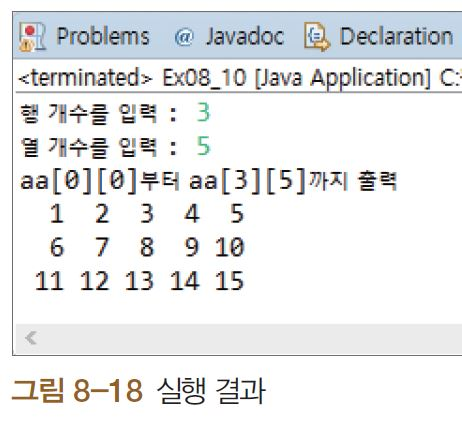 Problems @ Javadoc Declaration
<terminated> Ex08_10 [Java Application] C:
행 개수를 입력 : 3
열 개수를 입력 : 5
aa[0][0]부터 aa[3][5]까지 출력
1 2 3 4 5
6 7 8 9 10
11 12 13 14 15
그림 8-18 실행 결과